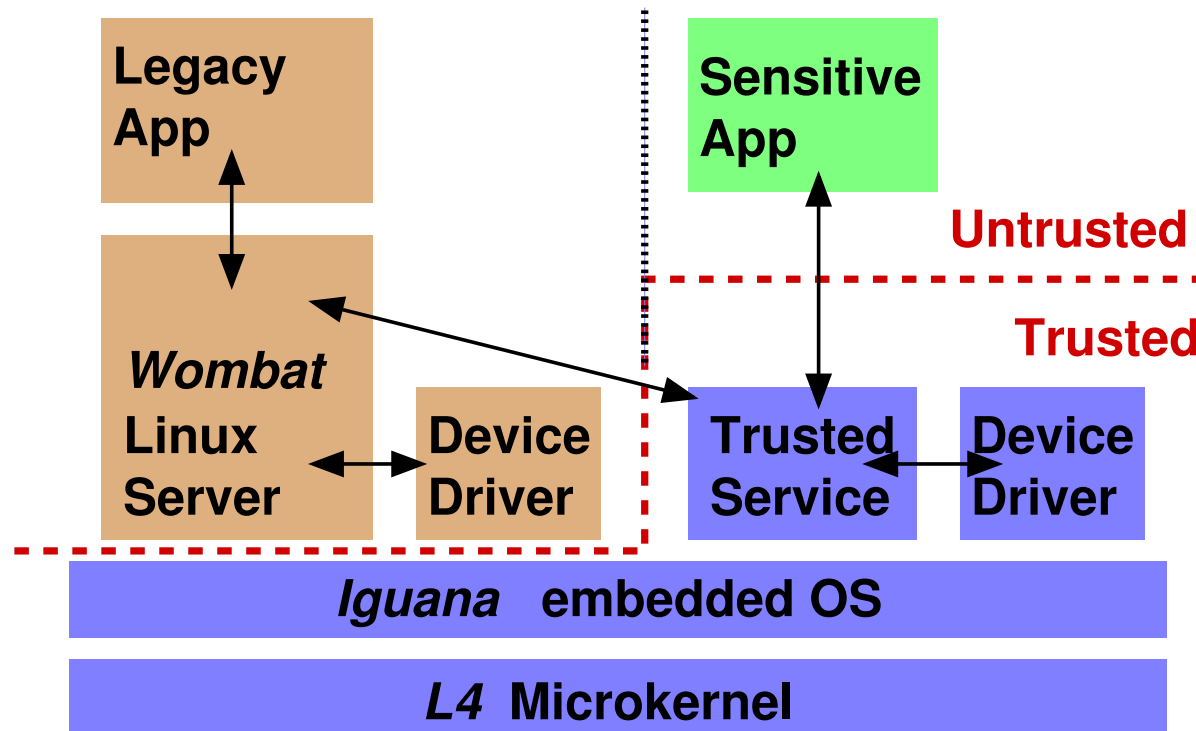 Legacy
App
Sensitive
App
Untrusted
Trusted
Wombat
Linux
Server
Device
Driver
Trusted
Service
Device
Driver
Iguana embedded OS
L4 Microkernel